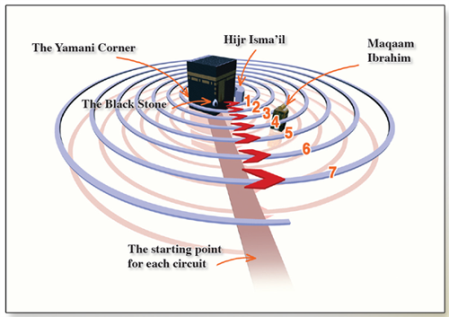 The Yamani Corner
Hijr Isma'il
Maqaam
Ibrahim
The Black Stone
1
2
3
4
5
6
7
The starting point
for each circuit